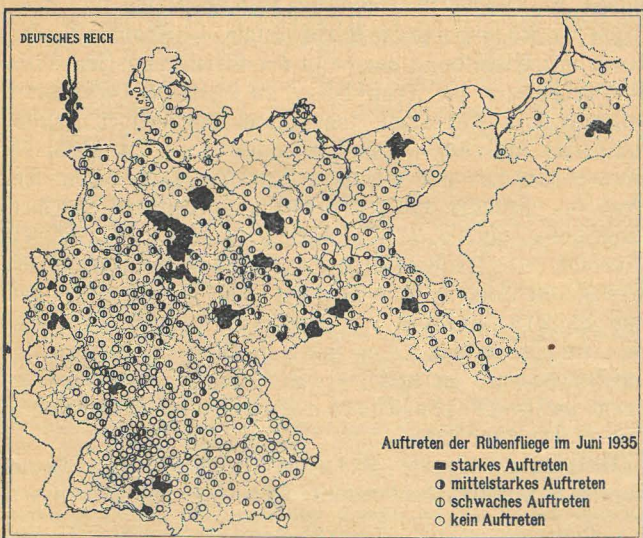 DEUTSCHES REICH
Auftreten der Rübenfliege im Juni 1935
starkes Auftreten
mittelstarkes Auftreten
schwaches Auftreten
kein Auftreten